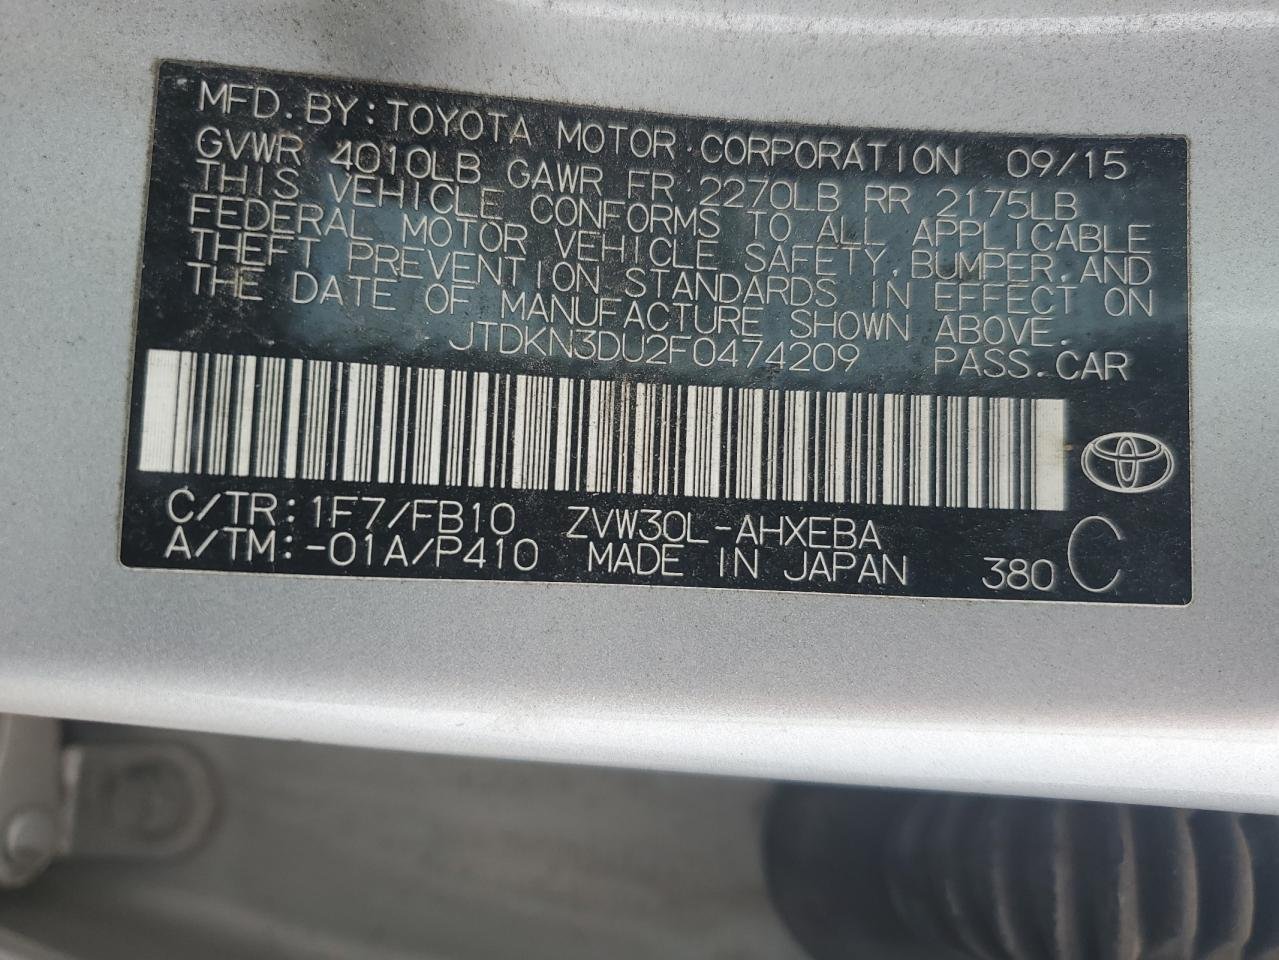 MFD.BY:TOYOTA MOTOR CORPORATION 09/15
GVWR 4010LB GAWR FR 2270LB RR 2175LB
THIS VEHICLE CONFORMS TO ALL APPLICABLE
FEDERAL MOTOR VEHICLE SAFETY,BUMPER,AND
THEFT PREVENTION STANDARDS IN EFFECT ON
THE DATE OF MANUFACTURE SHOWN ABOVE.
JTDKN3DU2F0474209 PASS.CAR
C/TR:1F7/FB10 ZVW30L-AHXEBA
A/TM:-01A/P410 MADE IN JAPAN 380 C